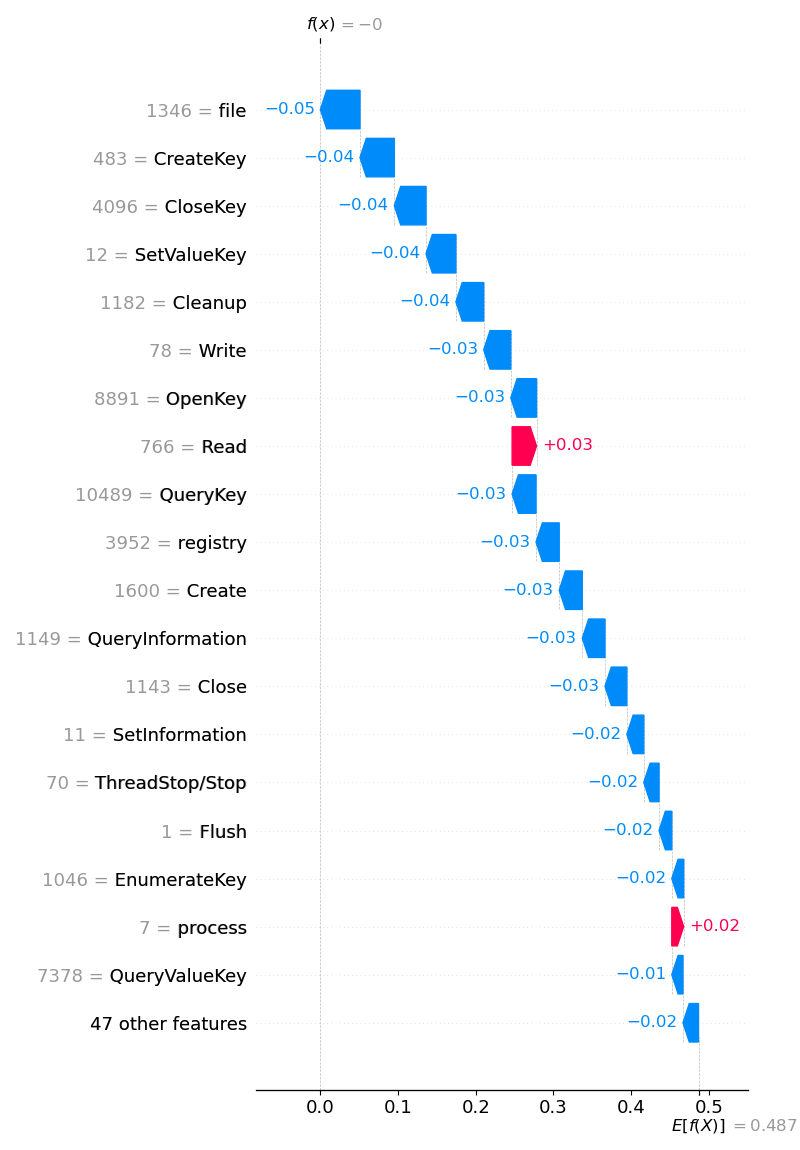 f(x) = −0
1346 = file −0.05
483 = CreateKey −0.04
4096 = CloseKey −0.04
12 = SetValueKey −0.04
1182 = Cleanup −0.04
78 = Write −0.03
8891 = OpenKey −0.03
766 = Read +0.03
10489 = QueryKey −0.03
3952 = registry −0.03
1600 = Create −0.03
1149 = QueryInformation −0.03
1143 = Close −0.03
11 = SetInformation −0.02
70 = ThreadStop/Stop −0.02
1 = Flush −0.02
1046 = EnumerateKey −0.02
7 = process +0.02
7378 = QueryValueKey −0.01
47 other features −0.02
0.0 0.1 0.2 0.3 0.4 0.5
E[f(X)] = 0.487